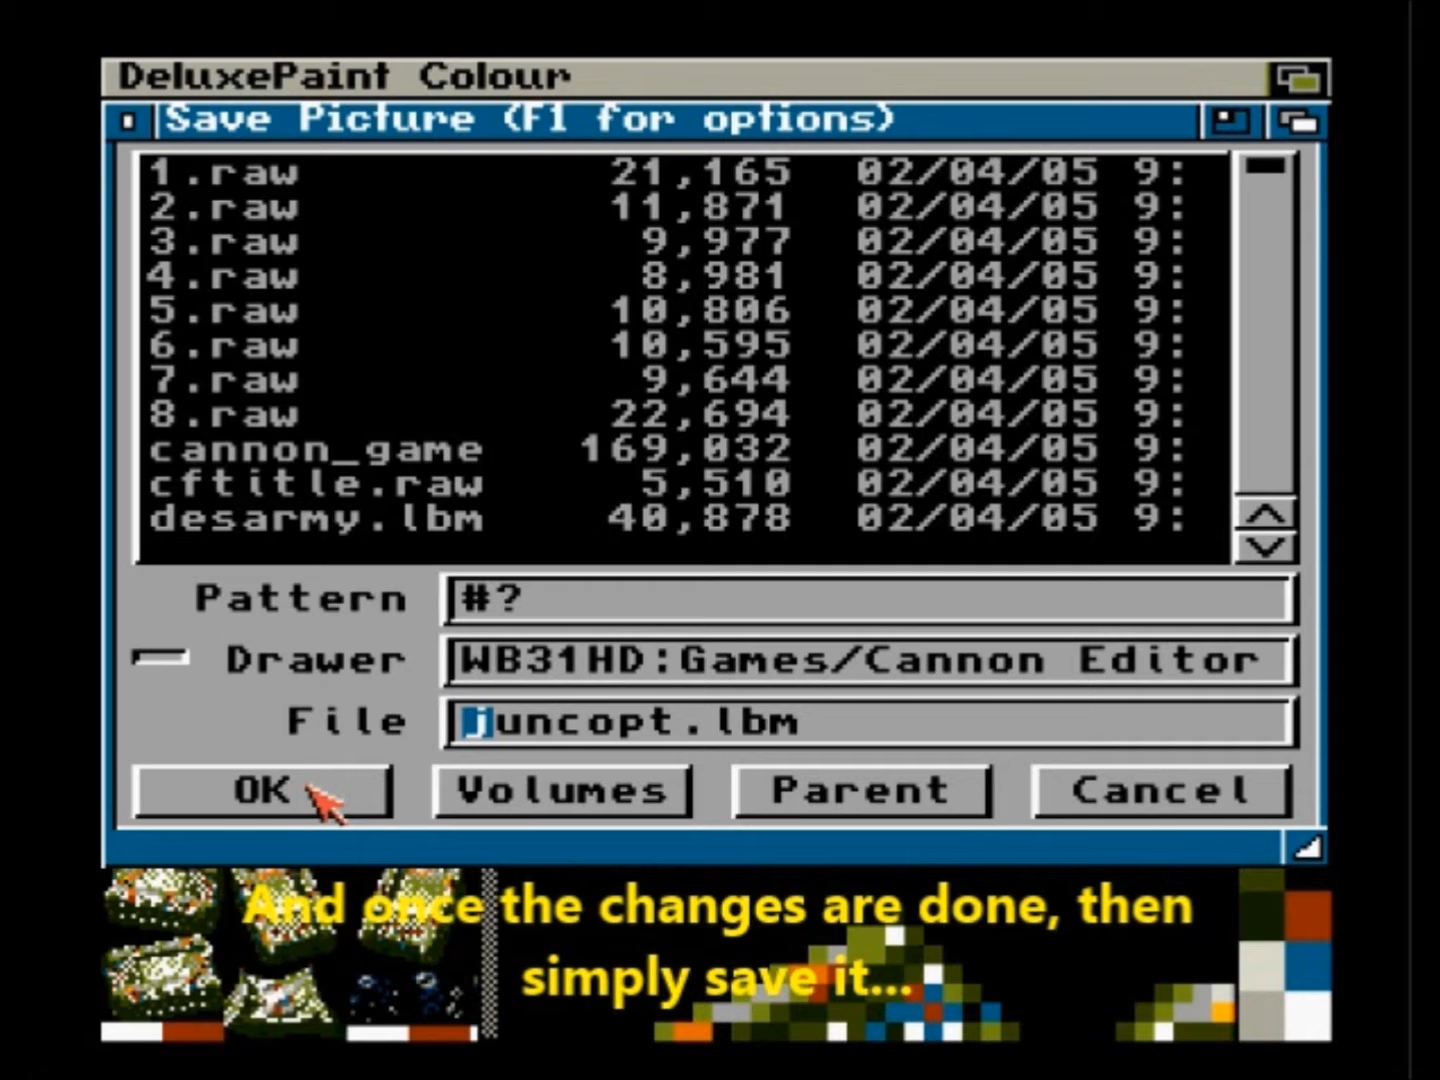 DeluxePaint Colour
Save Picture (F1 for options)
1.raw 21,165 02/04/05 9:
2.raw 11,871 02/04/05 9:
3.raw 9,977 02/04/05 9:
4.raw 8,981 02/04/05 9:
5.raw 10,806 02/04/05 9:
6.raw 10,595 02/04/05 9:
7.raw 9,644 02/04/05 9:
8.raw 22,694 02/04/05 9:
cannon_game 169,032 02/04/05 9:
cftitle.raw 5,510 02/04/05 9:
desarmy.lbm 40,878 02/04/05 9:
Pattern #?
Drawer WB31HD:Games/Cannon Editor
File juncopt.lbm
OK Volumes Parent Cancel
And once the changes are done, then
simply save it...